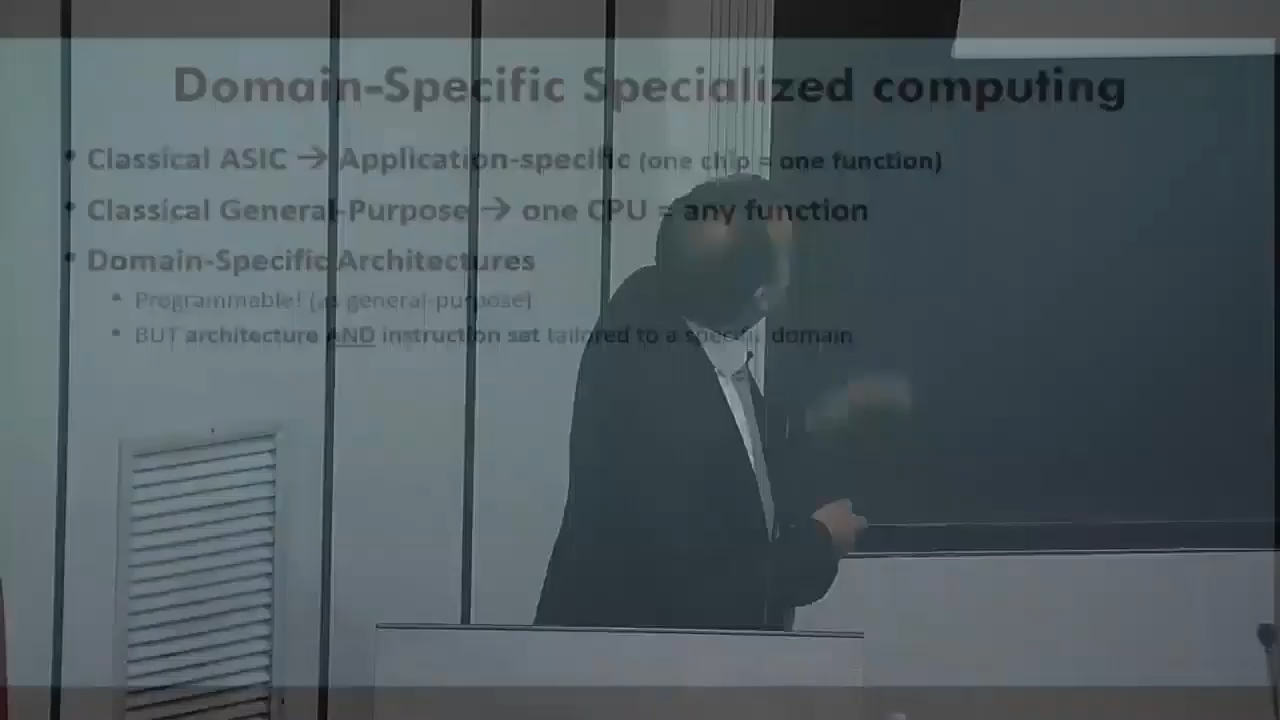 Domain-Specific Specialized computing
• Classical ASIC → Application-specific (one chip = one function)
• Classical General-Purpose → one CPU = any function
• Domain-Specific Architectures
• Programmable! (as general-purpose)
• BUT architecture AND instruction set tailored to a specific domain